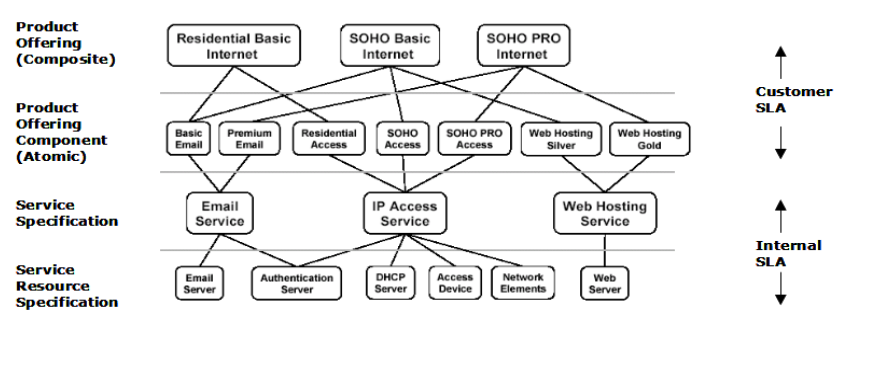 Product
Offering
(Composite)
Residential Basic
Internet
SOHO Basic
Internet
SOHO PRO
Internet
Customer
SLA
Product
Offering
Component
(Atomic)
Basic
Email
Premium
Email
Residential
Access
SOHO
Access
SOHO PRO
Access
Web Hosting
Silver
Web Hosting
Gold
Service
Specification
Email
Service
IP Access
Service
Web Hosting
Service
Internal
SLA
Service
Resource
Specification
Email
Server
Authentication
Server
DHCP
Server
Access
Device
Network
Elements
Web
Server